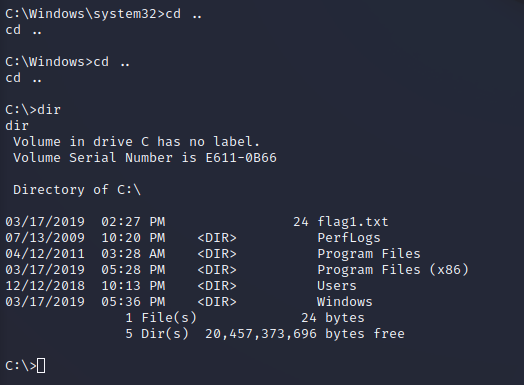 C:\Windows\system32>cd ..
cd ..
C:\Windows>cd ..
cd ..
C:\>dir
dir
 Volume in drive C has no label.
 Volume Serial Number is E611-0B66
 Directory of C:\
03/17/2019  02:27 PM                24 flag1.txt
07/13/2009  10:20 PM    <DIR>          PerfLogs
04/12/2011  03:28 AM    <DIR>          Program Files
03/17/2019  05:28 PM    <DIR>          Program Files (x86)
12/12/2018  10:13 PM    <DIR>          Users
03/17/2019  05:36 PM    <DIR>          Windows
               1 File(s)             24 bytes
               5 Dir(s)  20,457,373,696 bytes free
C:\>